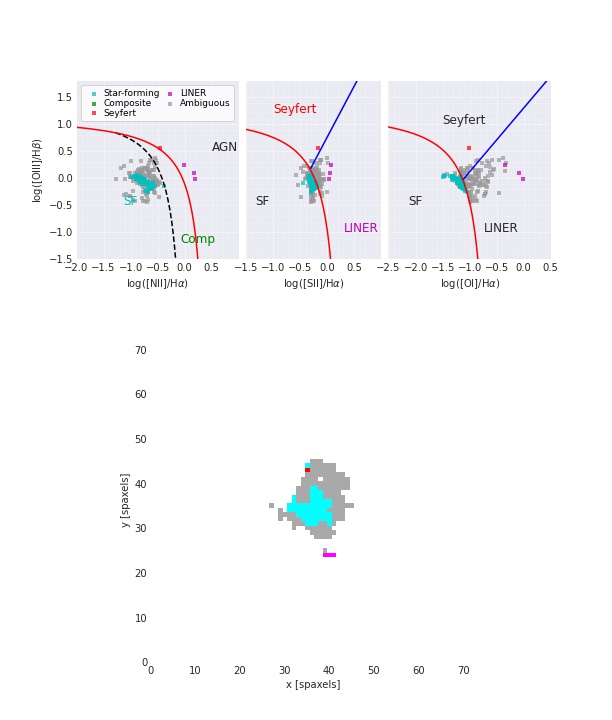 Star-forming LINER
Composite Ambiguous
Seyfert
AGN
SF
Comp
Seyfert
SF
LINER
Seyfert
SF
LINER
1.5
1.0
0.5
0.0
−0.5
−1.0
−1.5
log([OIII]/Hβ)
−2.0 −1.5 −1.0 −0.5 0.0 0.5
−1.0 −0.5 0.0 0.5
−2.5 −2.0 −1.5 −1.0 −0.5 0.0 0.5
log([NII]/Hα) log([SII]/Hα) log([OI]/Hα)
70
60
50
40
30
20
10
0
y [spaxels]
0 10 20 30 40 50 60 70
x [spaxels]